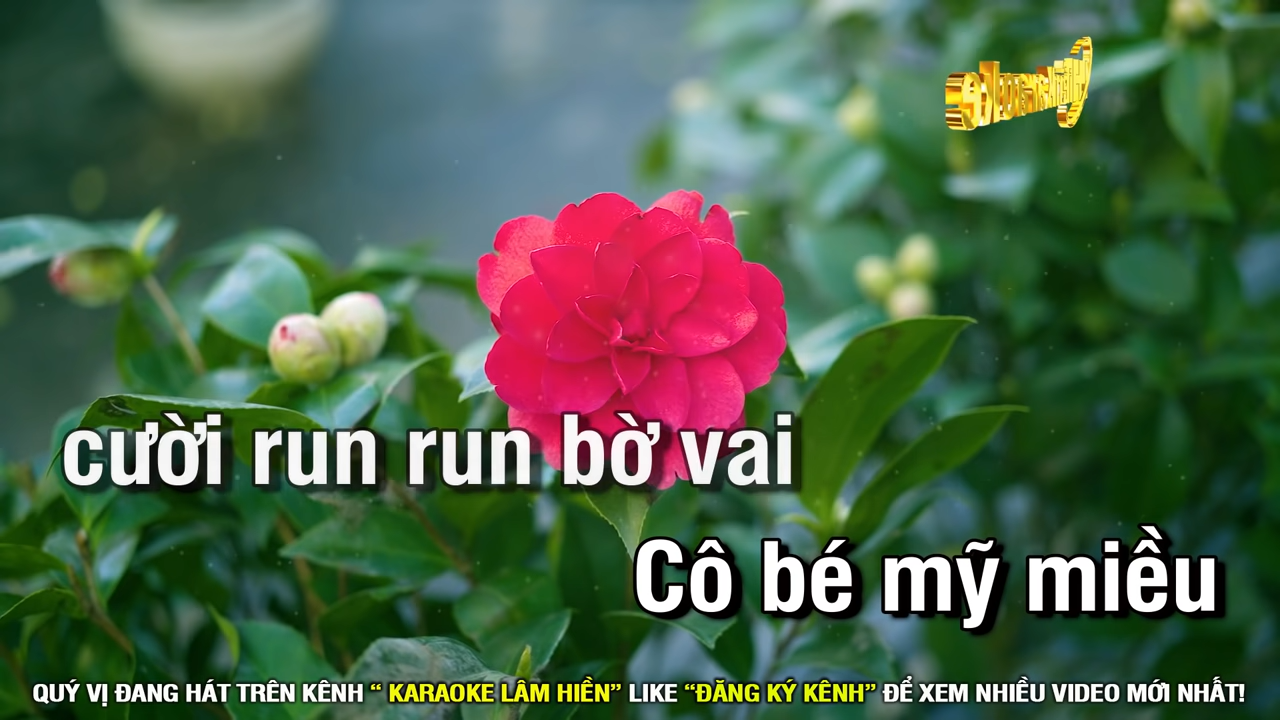 cười run run bờ vai
Cô bé mỹ miều
QUÝ VỊ ĐANG HÁT TRÊN KÊNH “ KARAOKE LÂM HIỀN” LIKE “ĐĂNG KÝ KÊNH” ĐỂ XEM NHIỀU VIDEO MỚI NHẤT!